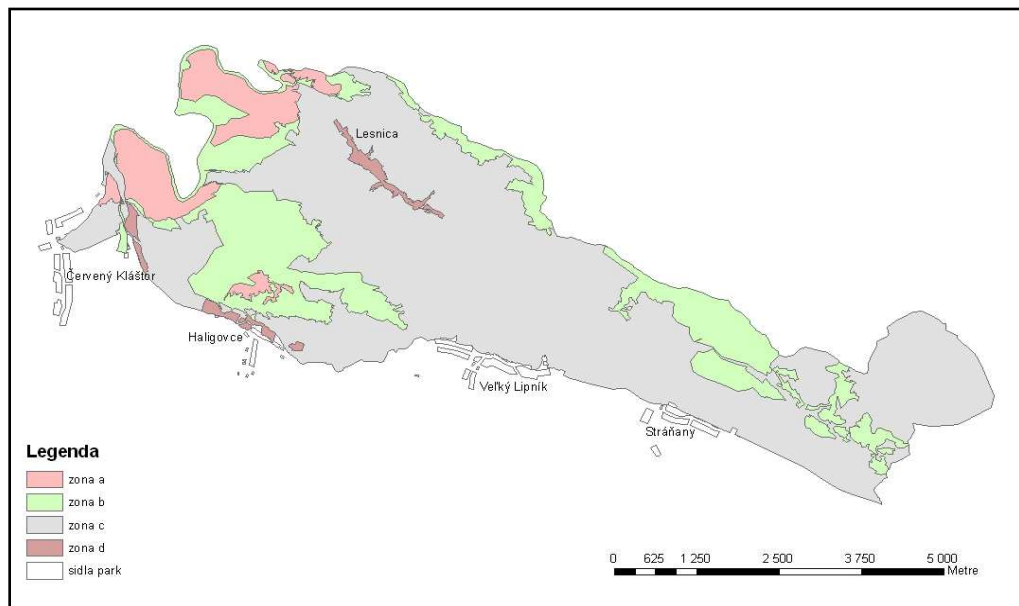 Lesnica
Červený Kláštor
Haligovce
Veľký Lipník
Stráňany
Legenda
zona a
zona b
zona c
zona d
sidla park
0 625 1 250 2 500 3 750 5 000
Metre